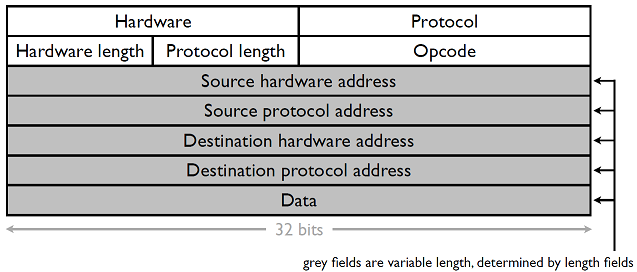 Hardware Protocol
Hardware length Protocol length Opcode
Source hardware address
Source protocol address
Destination hardware address
Destination protocol address
Data
32 bits
grey fields are variable length, determined by length fields